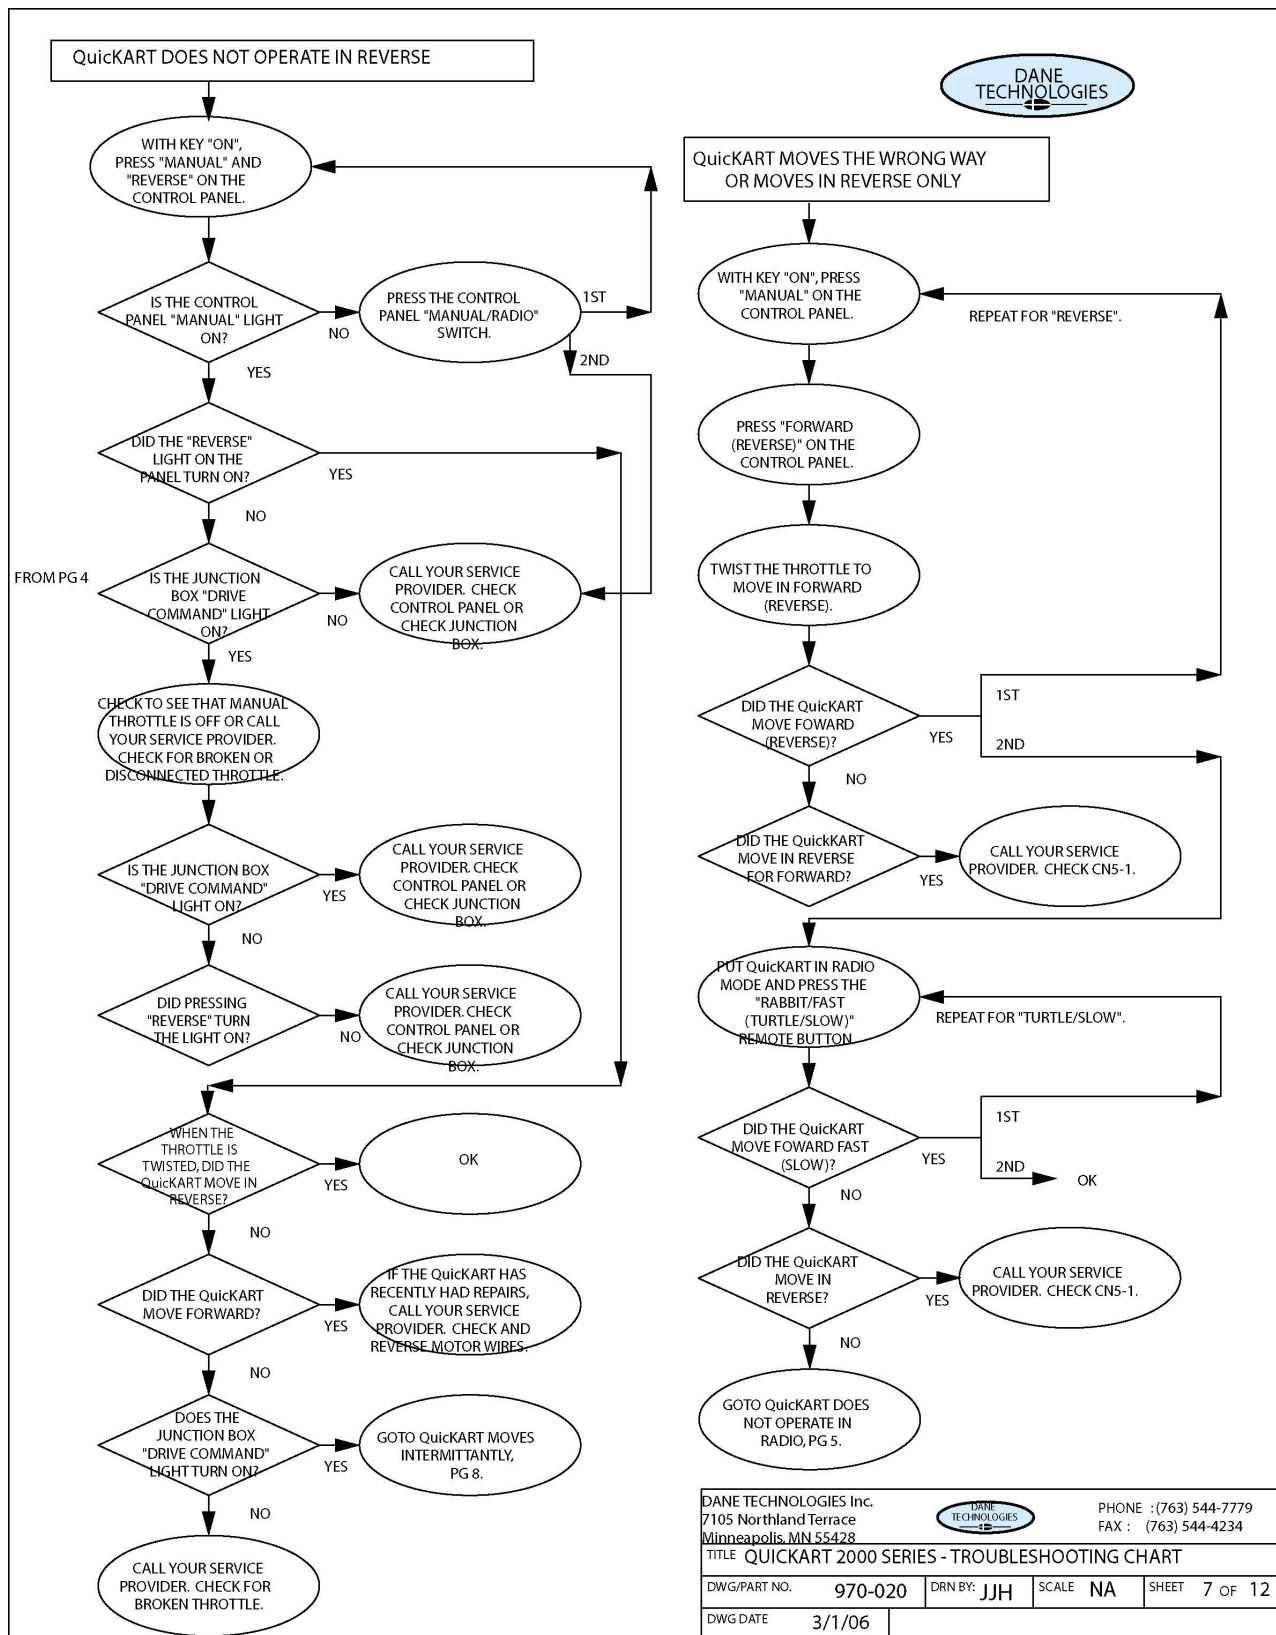 QuicKART DOES NOT OPERATE IN REVERSE
WITH KEY "ON",
PRESS "MANUAL" AND
"REVERSE" ON THE
CONTROL PANEL.
IS THE CONTROL
PANEL "MANUAL" LIGHT
ON?
NO
PRESS THE CONTROL
PANEL "MANUAL/RADIO"
SWITCH.
1ST
2ND
YES
DID THE "REVERSE"
LIGHT ON THE
PANEL TURN ON?
YES
NO
FROM PG 4
IS THE JUNCTION
BOX "DRIVE
COMMAND" LIGHT
ON?
NO
CALL YOUR SERVICE
PROVIDER. CHECK
CONTROL PANEL OR
CHECK JUNCTION
BOX.
YES
CHECK TO SEE THAT MANUAL
THROTTLE IS OFF OR CALL
YOUR SERVICE PROVIDER.
CHECK FOR BROKEN OR
DISCONNECTED THROTTLE.
IS THE JUNCTION BOX
"DRIVE COMMAND"
LIGHT ON?
YES
CALL YOUR SERVICE
PROVIDER. CHECK
CONTROL PANEL OR
CHECK JUNCTION
BOX.
NO
DID PRESSING
"REVERSE" TURN
THE LIGHT ON?
NO
CALL YOUR SERVICE
PROVIDER. CHECK
CONTROL PANEL OR
CHECK JUNCTION
BOX.
WHEN THE
THROTTLE IS
TWISTED, DID THE
QuicKART MOVE IN
REVERSE?
YES
OK
NO
DID THE QuicKART
MOVE FORWARD?
YES
IF THE QuicKART HAS
RECENTLY HAD REPAIRS,
CALL YOUR SERVICE
PROVIDER. CHECK AND
REVERSE MOTOR WIRES.
NO
DOES THE
JUNCTION BOX
"DRIVE COMMAND"
LIGHT TURN ON?
YES
GOTO QuicKART MOVES
INTERMITTANTLY,
PG 8.
NO
CALL YOUR SERVICE
PROVIDER. CHECK FOR
BROKEN THROTTLE.
DANE
TECHNOLOGIES
QuicKART MOVES THE WRONG WAY
OR MOVES IN REVERSE ONLY
WITH KEY "ON", PRESS
"MANUAL" ON THE
CONTROL PANEL.
REPEAT FOR "REVERSE".
PRESS "FORWARD
(REVERSE)" ON THE
CONTROL PANEL.
TWIST THE THROTTLE TO
MOVE IN FORWARD
(REVERSE).
DID THE QuicKART
MOVE FOWARD
(REVERSE)?
YES
1ST
2ND
NO
DID THE QuickKART
MOVE IN REVERSE
FOR FORWARD?
YES
CALL YOUR SERVICE
PROVIDER. CHECK CN5-1.
PUT QuicKART IN RADIO
MODE AND PRESS THE
"RABBIT/FAST
(TURTLE/SLOW)"
REMOTE BUTTON
REPEAT FOR "TURTLE/SLOW".
DID THE QuicKART
MOVE FOWARD FAST
(SLOW)?
YES
1ST
2ND
OK
NO
DID THE QuicKART
MOVE IN
REVERSE?
YES
CALL YOUR SERVICE
PROVIDER. CHECK CN5-1.
NO
GOTO QuicKART DOES
NOT OPERATE IN
RADIO, PG 5.
DANE TECHNOLOGIES Inc.
7105 Northland Terrace
Minneapolis, MN 55428
DANE
TECHNOLOGIES
PHONE : (763) 544-7779
FAX : (763) 544-4234
TITLE QUICKART 2000 SERIES - TROUBLESHOOTING CHART
DWG/PART NO. 970-020 DRN BY: JJH SCALE NA SHEET 7 OF 12
DWG DATE 3/1/06